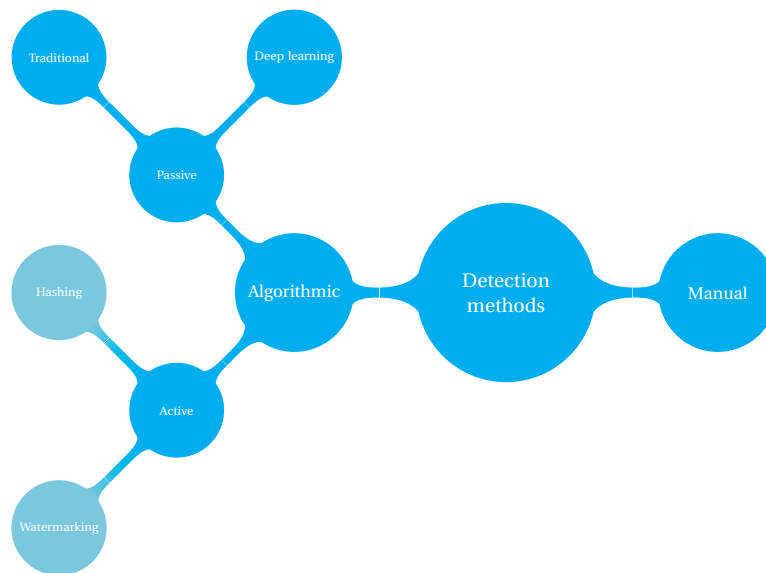 Traditional
Deep learning
Passive
Hashing
Algorithmic
Detection
methods
Manual
Active
Watermarking